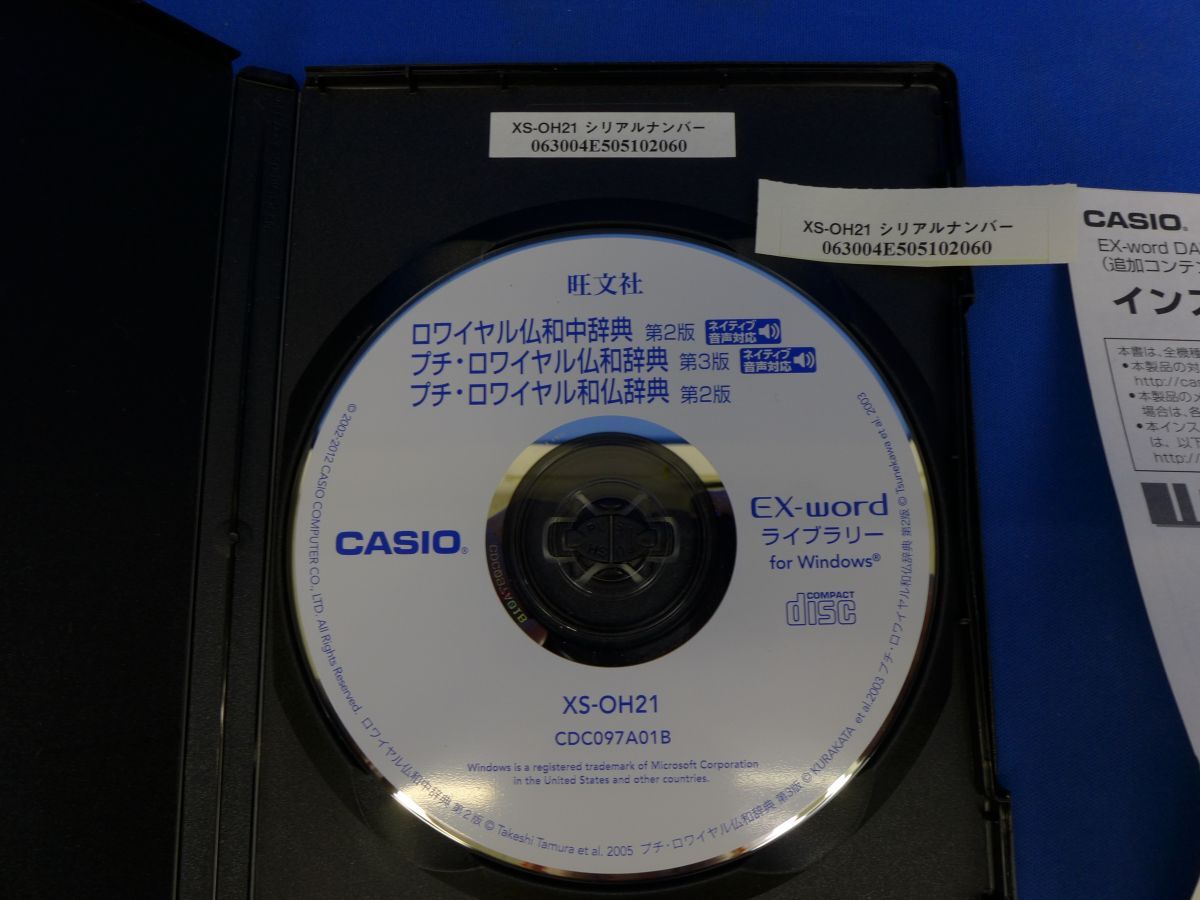 XS-OH21 シリアルナンバー
063004E505102060
XS-OH21 シリアルナンバー
063004E505102060
CASIO®
EX-word DA
（追加コンテン
イン
本書は、全機種
●本製品の対
http://cas
●本製品のメ
場合は、各
●本インス
は、以下
http://
旺文社
ロワイヤル仏和中辞典 第2版 ネイティブ音声対応
プチ・ロワイヤル仏和辞典 第3版 ネイティブ音声対応
プチ・ロワイヤル和仏辞典 第2版
CASIO®
EX-word
ライブラリー
for Windows®
COMPACT
disc
XS-OH21
CDC097A01B
Windows is a registered trademark of Microsoft Corporation
in the United States and other countries.
© 2002-2012 CASIO COMPUTER CO., LTD. All Rights Reserved. ロワイヤル仏和中辞典 第2版 © Takeshi Tamura et al. 2005 プチ・ロワイヤル仏和辞典 第3版 © KURAKATA et al.2003 プチ・ロワイヤル和仏辞典 第2版 © Tsunekawa et al. 2003